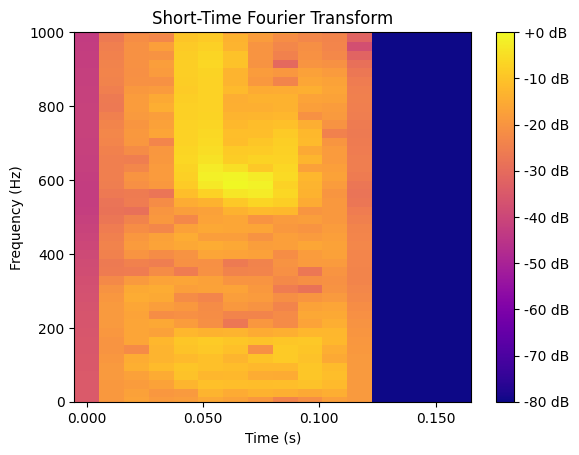 Short-Time Fourier Transform
1000
800
600
400
200
0
Frequency (Hz)
0.000
0.050
0.100
0.150
Time (s)
+0 dB
-10 dB
-20 dB
-30 dB
-40 dB
-50 dB
-60 dB
-70 dB
-80 dB